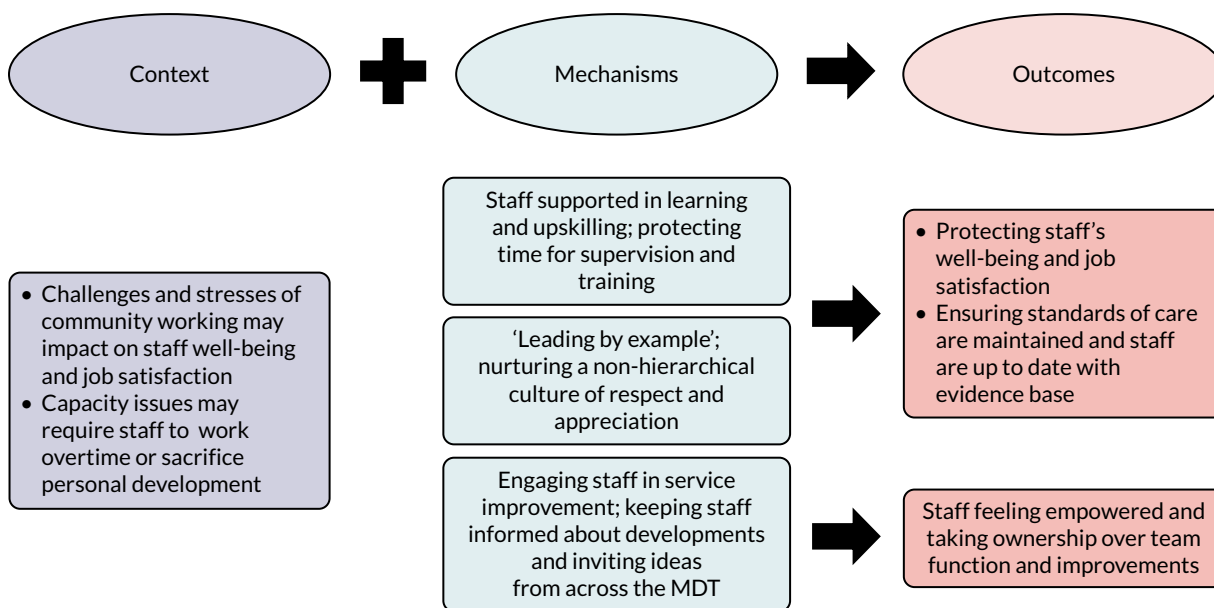 Context
Mechanisms
Outcomes
• Challenges and stresses of
community working may
impact on staff well-being
and job satisfaction
• Capacity issues may
require staff to work
overtime or sacrifice
personal development
Staff supported in learning
and upskilling; protecting
time for supervision and
training
‘Leading by example’;
nurturing a non-hierarchical
culture of respect and
appreciation
Engaging staff in service
improvement; keeping staff
informed about developments
and inviting ideas
from across the MDT
• Protecting staff’s
well-being and job
satisfaction
• Ensuring standards of care
are maintained and staff
are up to date with
evidence base
Staff feeling empowered and
taking ownership over team
function and improvements